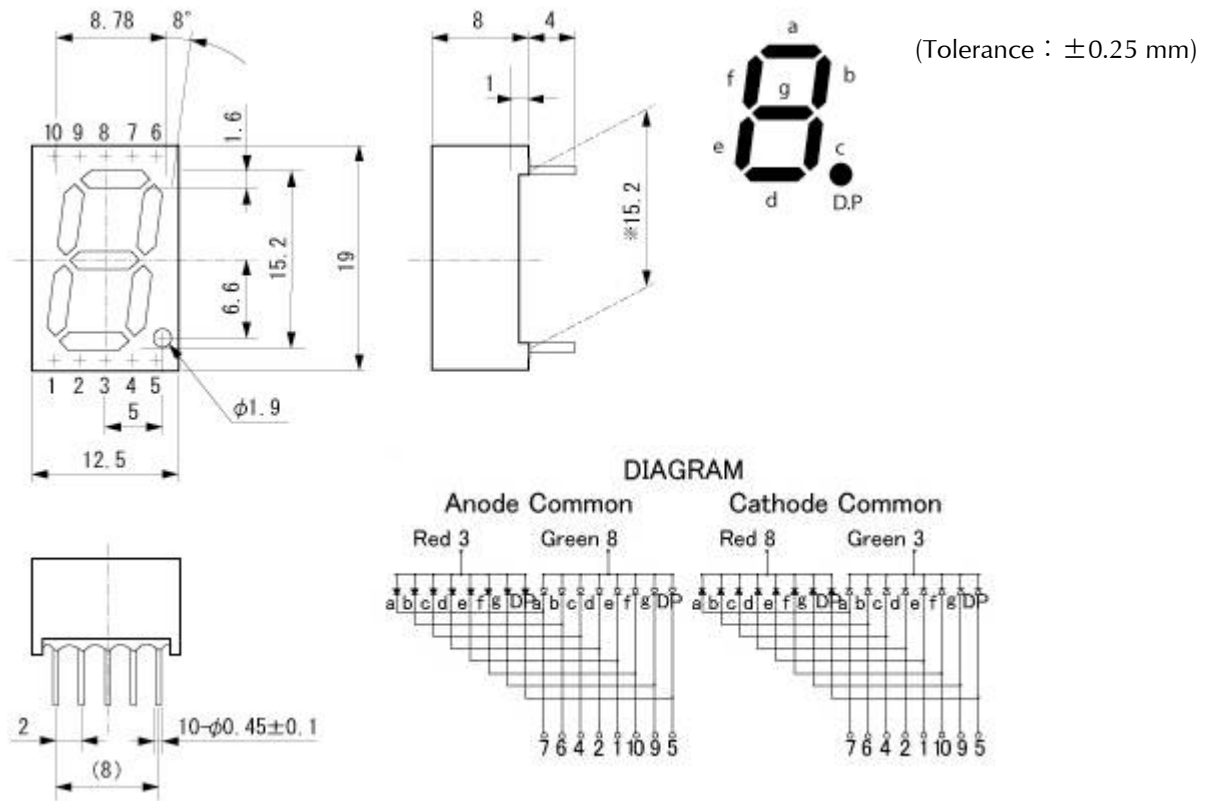 8.78 8°
8 4
a
(Tolerance：±0.25 mm)
f b
1
g
10 9 8 7 6
1.6
e c
d
D.P
※15.2
15.2
19
6.6
1 2 3 4 5
5
φ1.9
12.5
DIAGRAM
Anode Common Cathode Common
Red 3 Green 8 Red 8 Green 3
a b c d e f g DP a b c d e f g DP a b c d e f g DP a b c d e f g DP
2
10-φ0.45±0.1
7 6 4 2 1 10 9 5 7 6 4 2 1 10 9 5
(8)